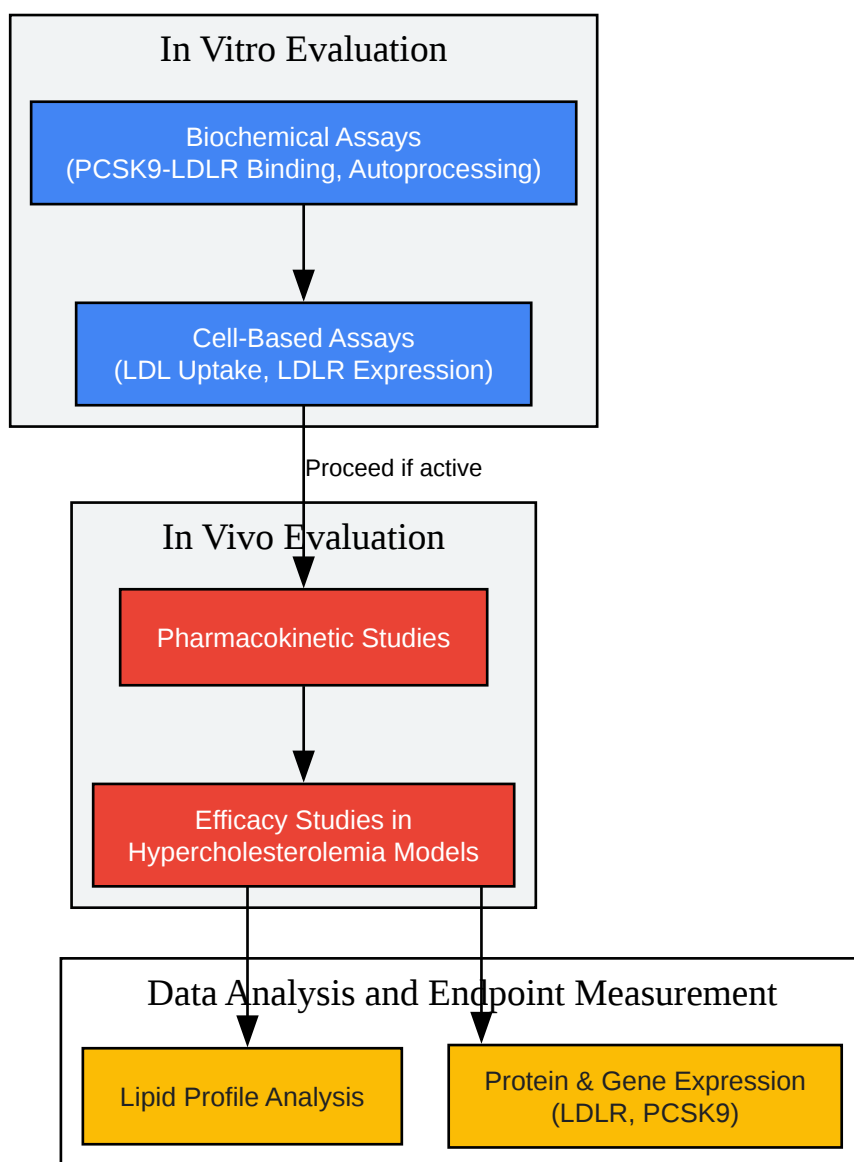 In Vitro Evaluation
Biochemical Assays
(PCSK9-LDLR Binding, Autoprocessing)
Cell-Based Assays
(LDL Uptake, LDLR Expression)
Proceed if active
In Vivo Evaluation
Pharmacokinetic Studies
Efficacy Studies in
Hypercholesterolemia Models
Data Analysis and Endpoint Measurement
Lipid Profile Analysis
Protein & Gene Expression
(LDLR, PCSK9)